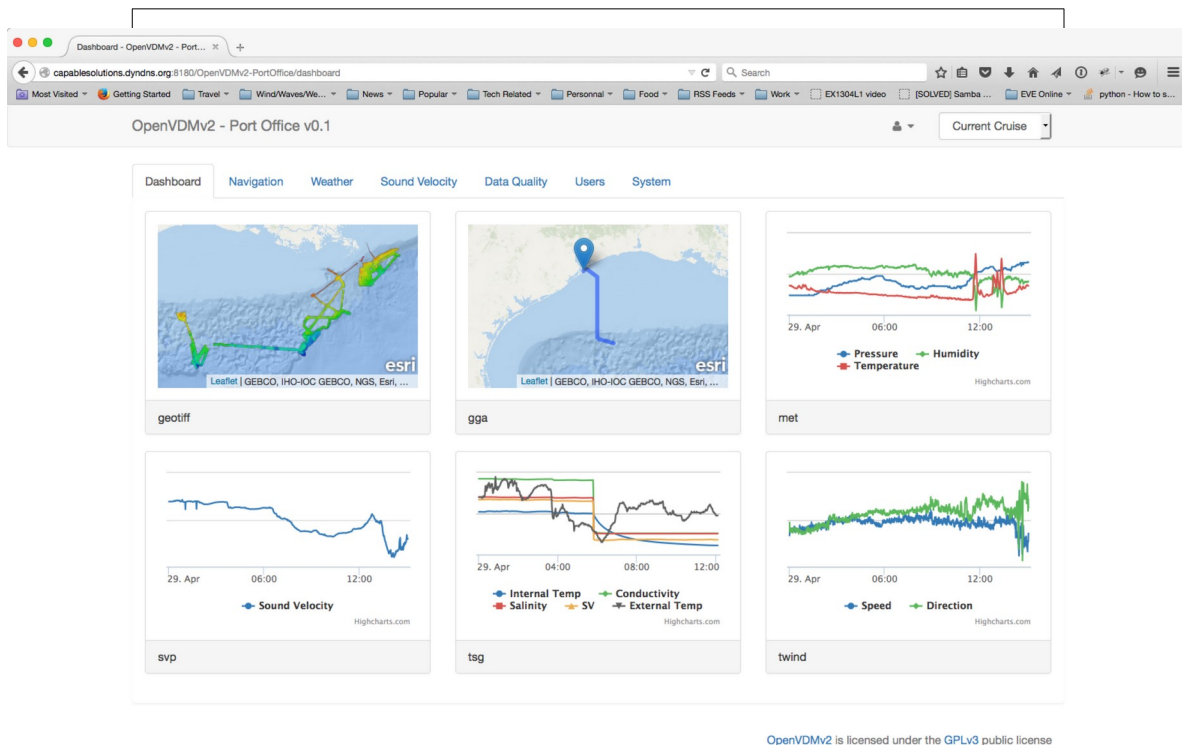 Dashboard - OpenVDMv2 - Port... × +
capablesolutions.dyndns.org:8180/OpenVDMv2-PortOffice/dashboard Search
Most Visited Getting Started Travel Wind/Waves/We... News Popular Tech Related Personnal Food RSS Feeds Work EX1304L1 video [SOLVED] Samba ... EVE Online python - How to s...
OpenVDMv2 - Port Office v0.1 Current Cruise
Dashboard Navigation Weather Sound Velocity Data Quality Users System
esri
Leaflet | GEBCO, IHO-IOC GEBCO, NGS, Esri, ...
geotiff
esri
Leaflet | GEBCO, IHO-IOC GEBCO, NGS, Esri, ...
gga
29. Apr 06:00 12:00
Pressure Humidity
Temperature
Highcharts.com
met
29. Apr 06:00 12:00
Sound Velocity
Highcharts.com
svp
29. Apr 04:00 08:00 12:00
Internal Temp Conductivity
Salinity SV External Temp
Highcharts.com
tsg
29. Apr 06:00 12:00
Speed Direction
Highcharts.com
twind
OpenVDMv2 is licensed under the GPLv3 public license